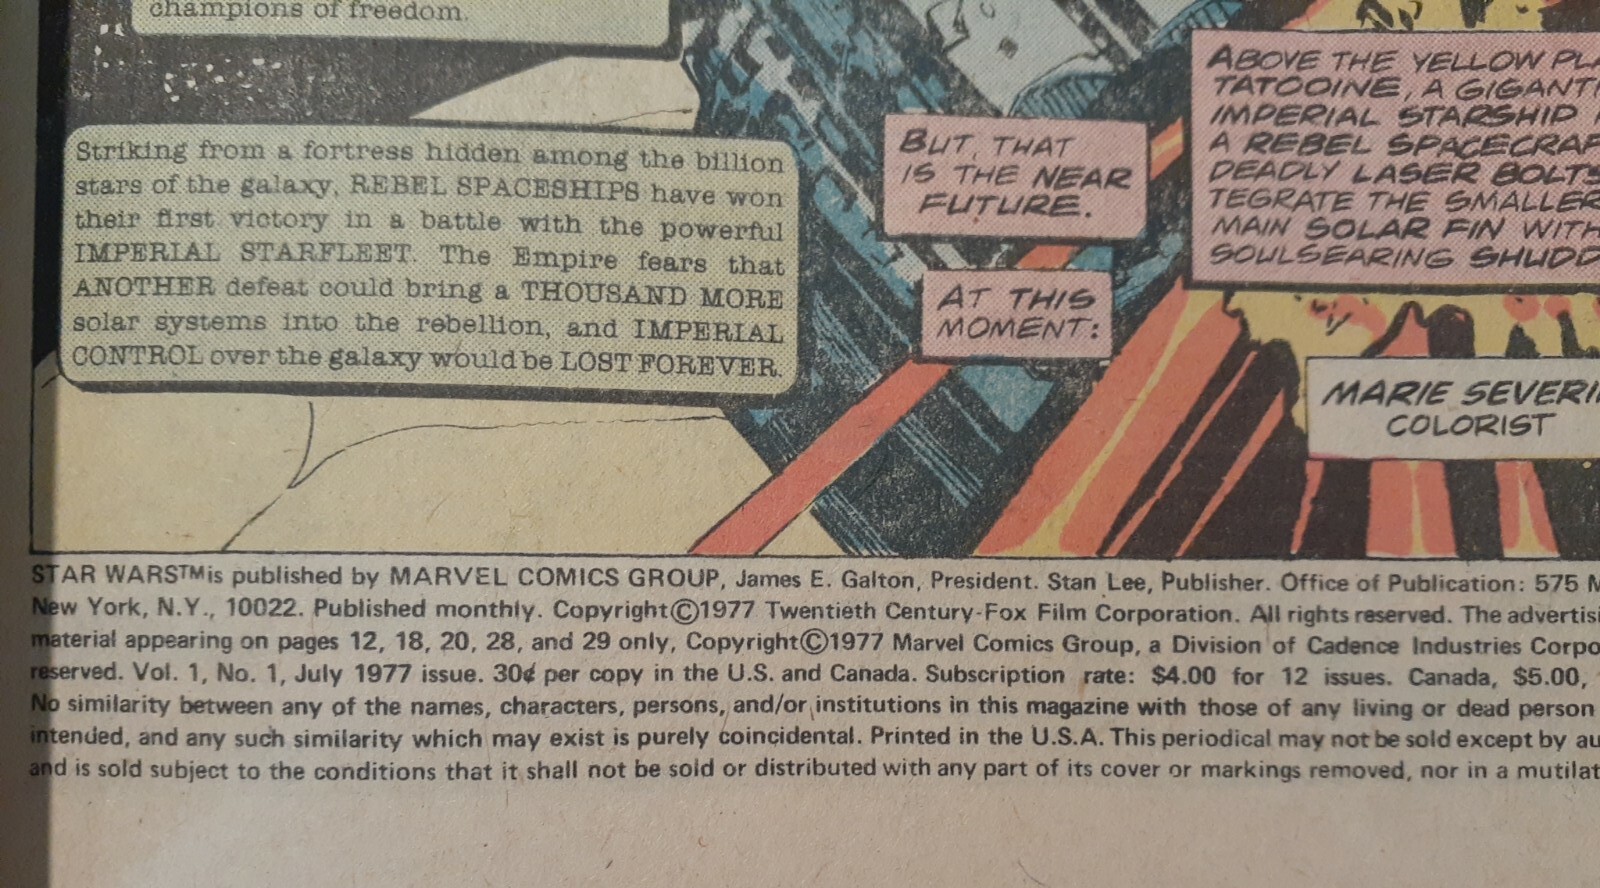 champions of freedom.
Striking from a fortress hidden among the billion
stars of the galaxy, REBEL SPACESHIPS have won
their first victory in a battle with the powerful
IMPERIAL STARFLEET. The Empire fears that
ANOTHER defeat could bring a THOUSAND MORE
solar systems into the rebellion, and IMPERIAL
CONTROL over the galaxy would be LOST FOREVER.
BUT, THAT
IS THE NEAR
FUTURE.
AT THIS
MOMENT:
ABOVE THE YELLOW PLA
TATOOINE, A GIGANT
IMPERIAL STARSHIP
A REBEL SPACECRAF
DEADLY LASER BOLTS
TEGRATE THE SMALLER
MAIN SOLAR FIN WITH
SOULSEARING SHUDD
MARIE SEVERI
COLORIST
STAR WARS™ is published by MARVEL COMICS GROUP, James E. Galton, President. Stan Lee, Publisher. Office of Publication: 575 M
New York, N.Y., 10022. Published monthly. Copyright©1977 Twentieth Century-Fox Film Corporation. All rights reserved. The advertisi
material appearing on pages 12, 18, 20, 28, and 29 only, Copyright©1977 Marvel Comics Group, a Division of Cadence Industries Corpo
reserved. Vol. 1, No. 1, July 1977 issue. 30¢ per copy in the U.S. and Canada. Subscription rate: $4.00 for 12 issues. Canada, $5.00,
No similarity between any of the names, characters, persons, and/or institutions in this magazine with those of any living or dead person
intended, and any such similarity which may exist is purely coincidental. Printed in the U.S.A. This periodical may not be sold except by au
and is sold subject to the conditions that it shall not be sold or distributed with any part of its cover or markings removed, nor in a mutilat